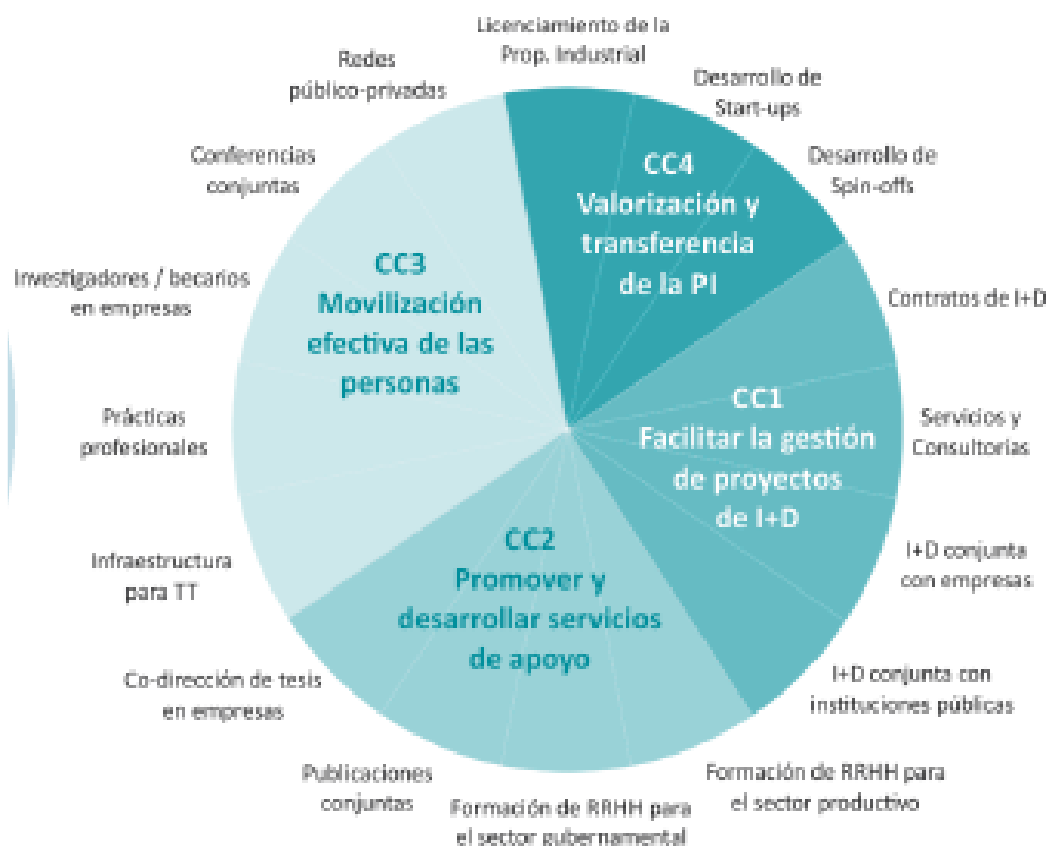 Licenciamiento de la
Prop. Industrial
Desarrollo de
Start-ups
Desarrollo de
Spin-offs
Contratos de I+D
Servicios y
Consultorías
I+D conjunta
con empresas
I+D conjunta con
instituciones públicas
Formación de RRHH para
el sector productivo
Formación de RRHH para
el sector gubernamental
Publicaciones
conjuntas
Co-dirección de tesis
en empresas
Infraestructura
para TT
Prácticas
profesionales
Investigadores / becarios
en empresas
Conferencias
conjuntas
Redes
público-privadas
CC4
Valorización y
transferencia
de la PI
CC1
Facilitar la gestión
de proyectos
de I+D
CC2
Promover y
desarrollar servicios
de apoyo
CC3
Movilización
efectiva de las
personas